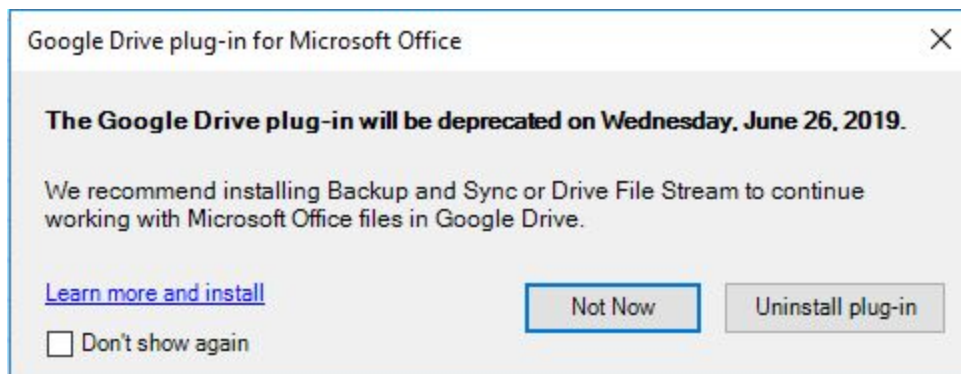 Google Drive plug-in for Microsoft Office
The Google Drive plug-in will be deprecated on Wednesday, June 26, 2019.
We recommend installing Backup and Sync or Drive File Stream to continue
working with Microsoft Office files in Google Drive.
Learn more and install
Not Now
Uninstall plug-in
Don't show again